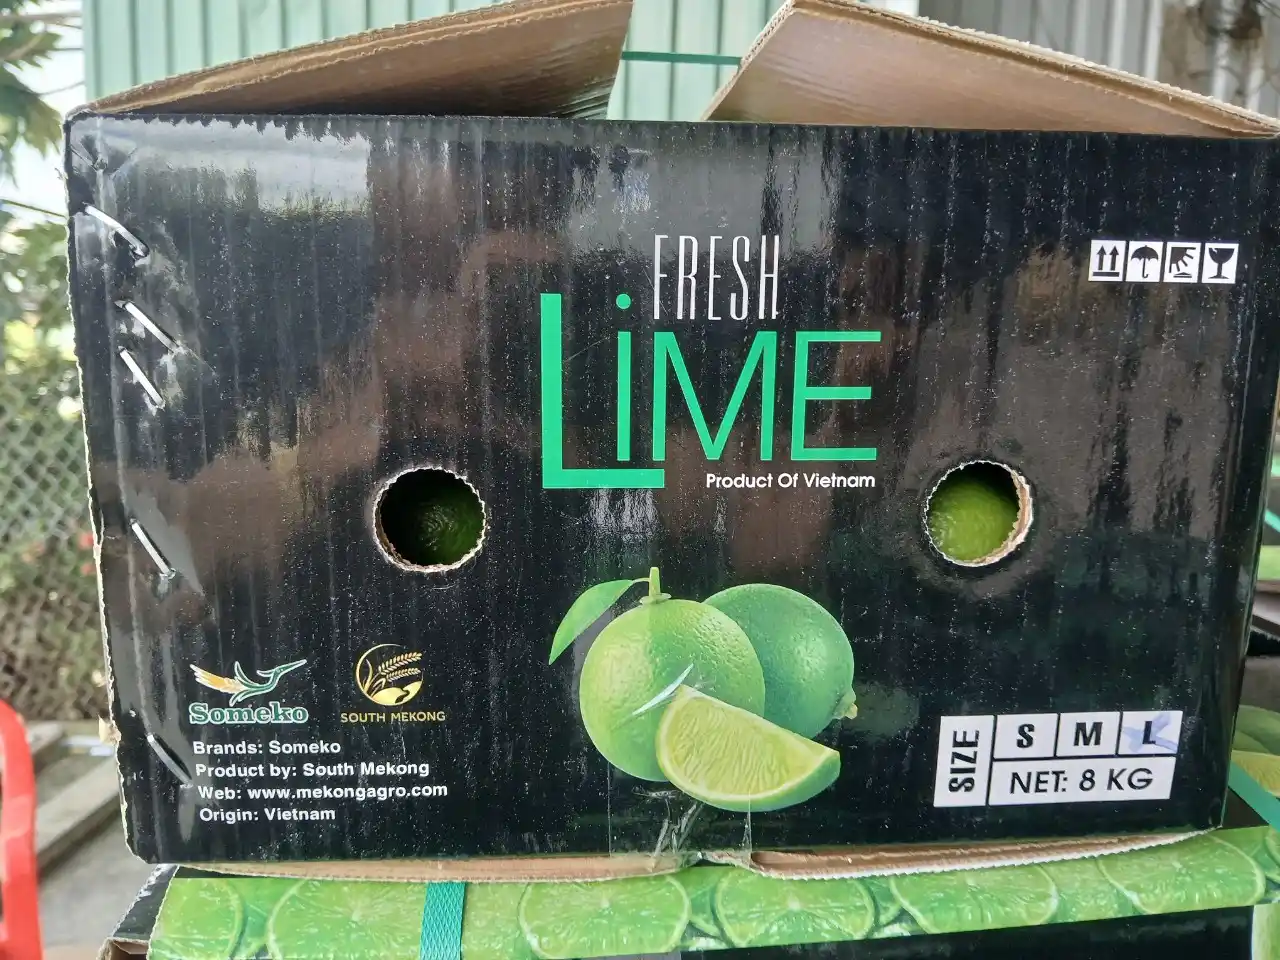 FRESH
LiME
Product Of Vietnam
Someko
SOUTH MEKONG
Brands: Someko
Product by: South Mekong
Web: www.mekongagro.com
Origin: Vietnam
SIZE
S M L
NET: 8 KG